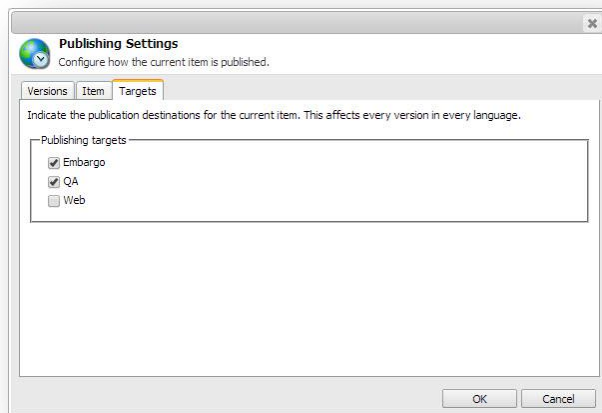 Publishing Settings
Configure how the current item is published.
Versions Item Targets
Indicate the publication destinations for the current item. This affects every version in every language.
Publishing targets
Embargo
QA
Web
OK Cancel